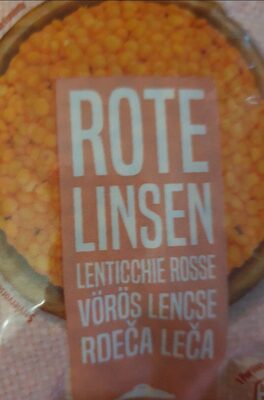 ROTE
LINSEN
LENTICCHIE ROSSE
VÖRÖS LENCSE
RDEČA LEČA